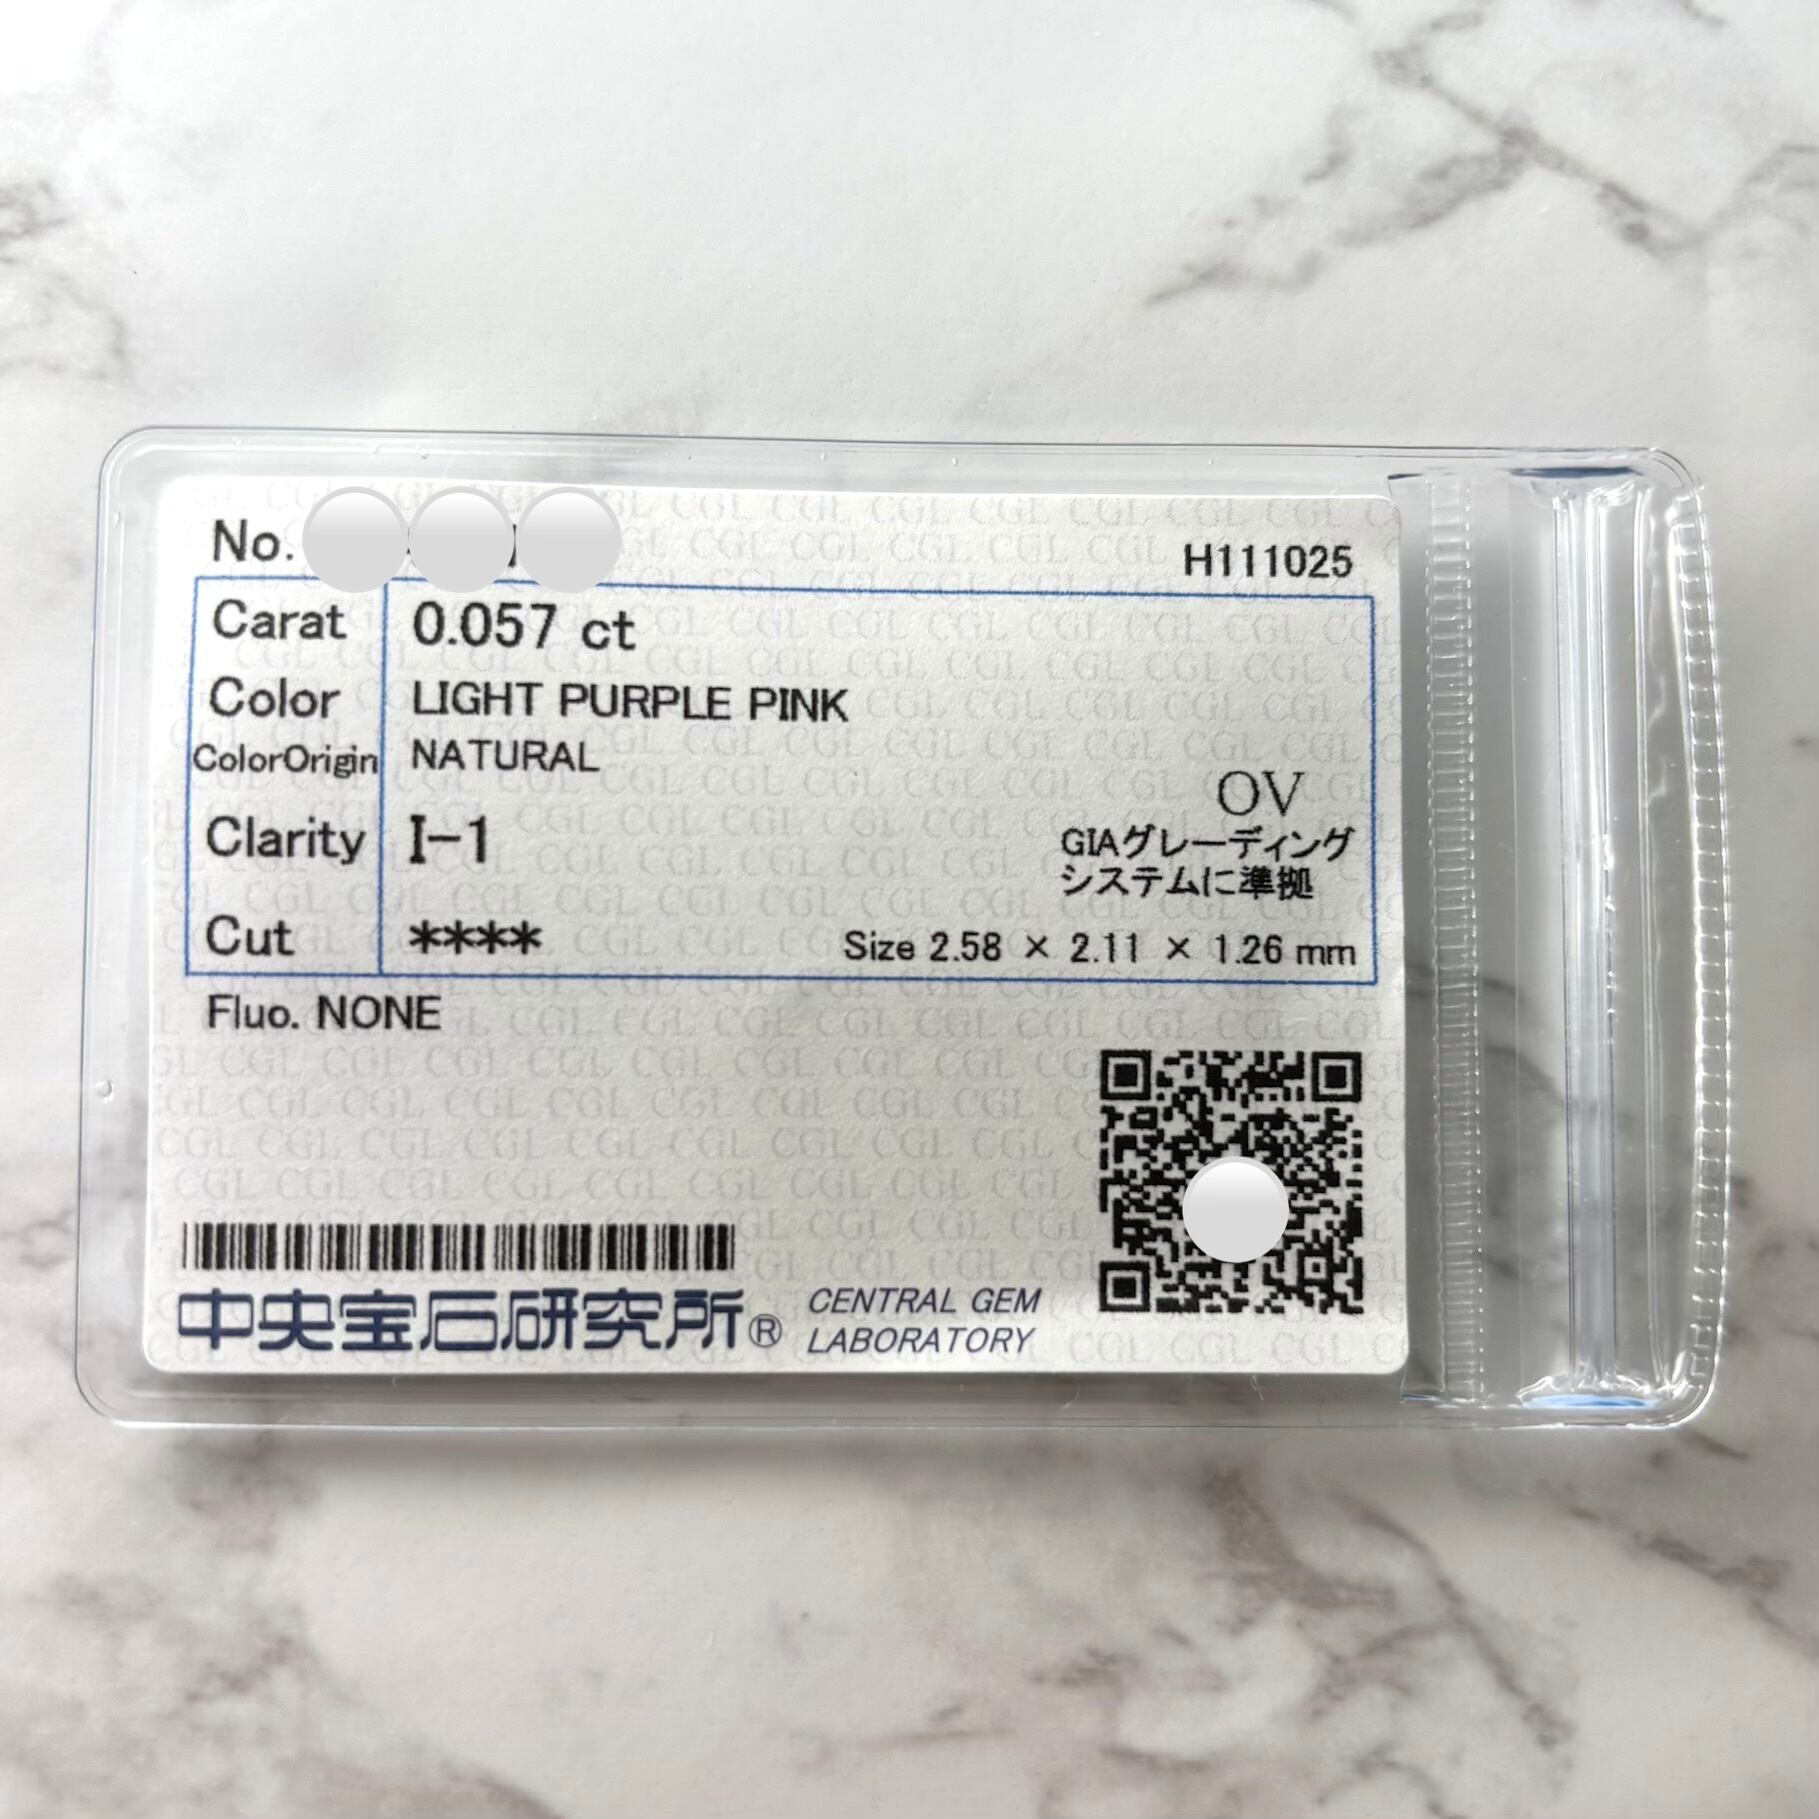 No.
H111025
Carat 0.057 ct
Color LIGHT PURPLE PINK
ColorOrigin NATURAL
OV
Clarity I-1
GIAグレーディング
システムに準拠
Cut ****
Size 2.58 × 2.11 × 1.26 mm
Fluo. NONE
中央宝石研究所®
CENTRAL GEM
LABORATORY